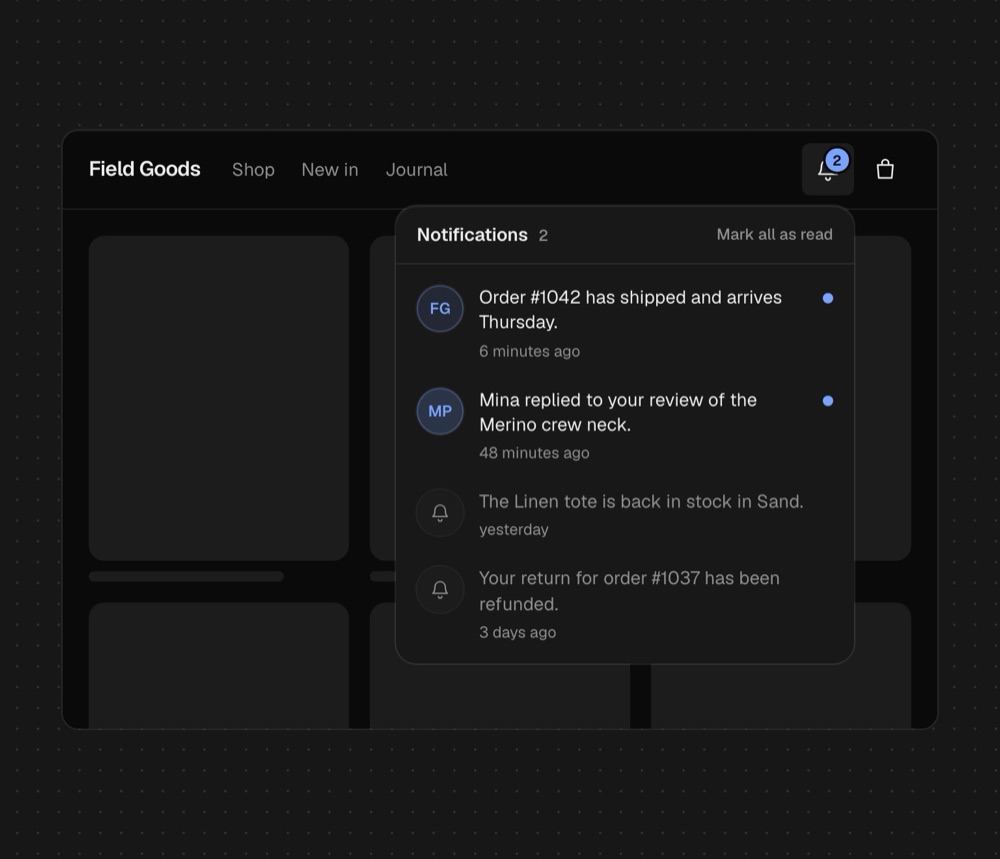 Field Goods Shop New in Journal 2
Notifications 2 Mark all as read
FG
Order #1042 has shipped and arrives
Thursday.
6 minutes ago
MP
Mina replied to your review of the
Merino crew neck.
48 minutes ago
The Linen tote is back in stock in Sand.
yesterday
Your return for order #1037 has been
refunded.
3 days ago